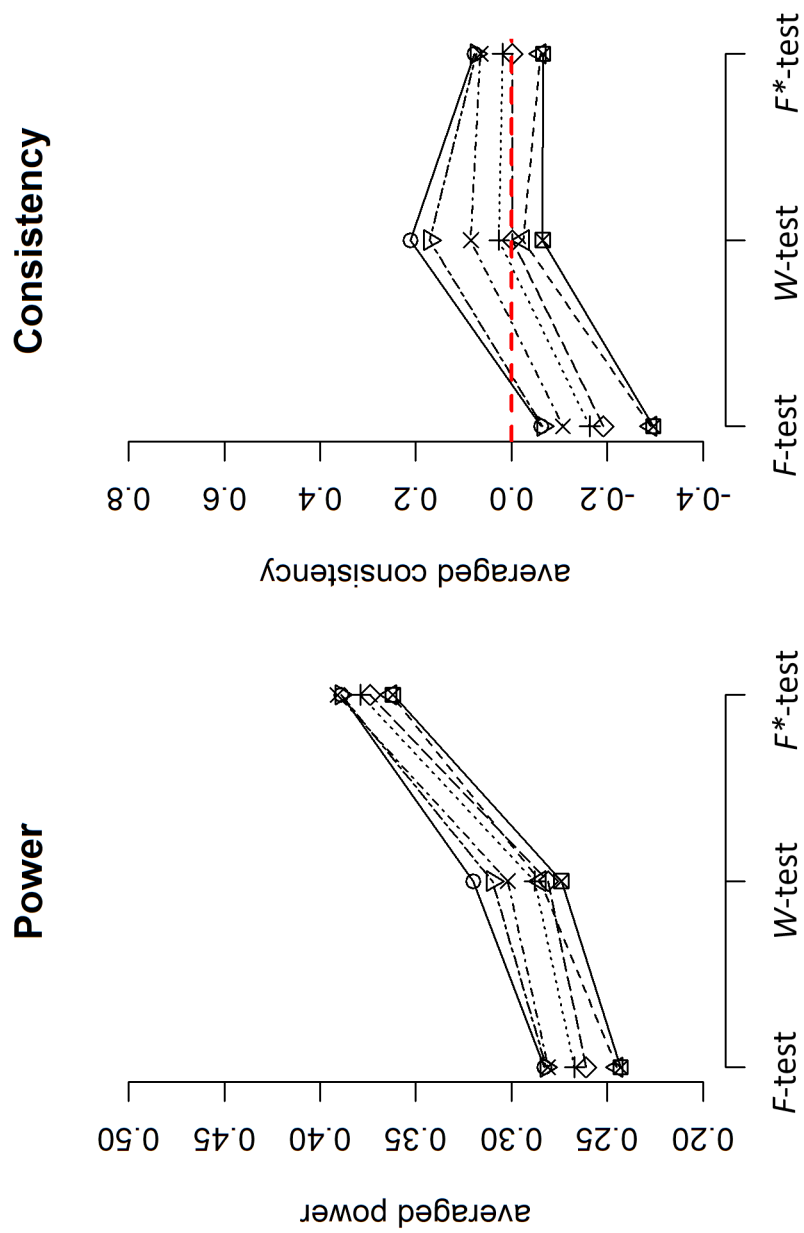 Power
averaged power
0.50
0.45
0.40
0.35
0.30
0.25
0.20
F-test
W-test
F*-test
Consistency
averaged consistency
0.8
0.6
0.4
0.2
0.0
-0.2
-0.4
F-test
W-test
F*-test